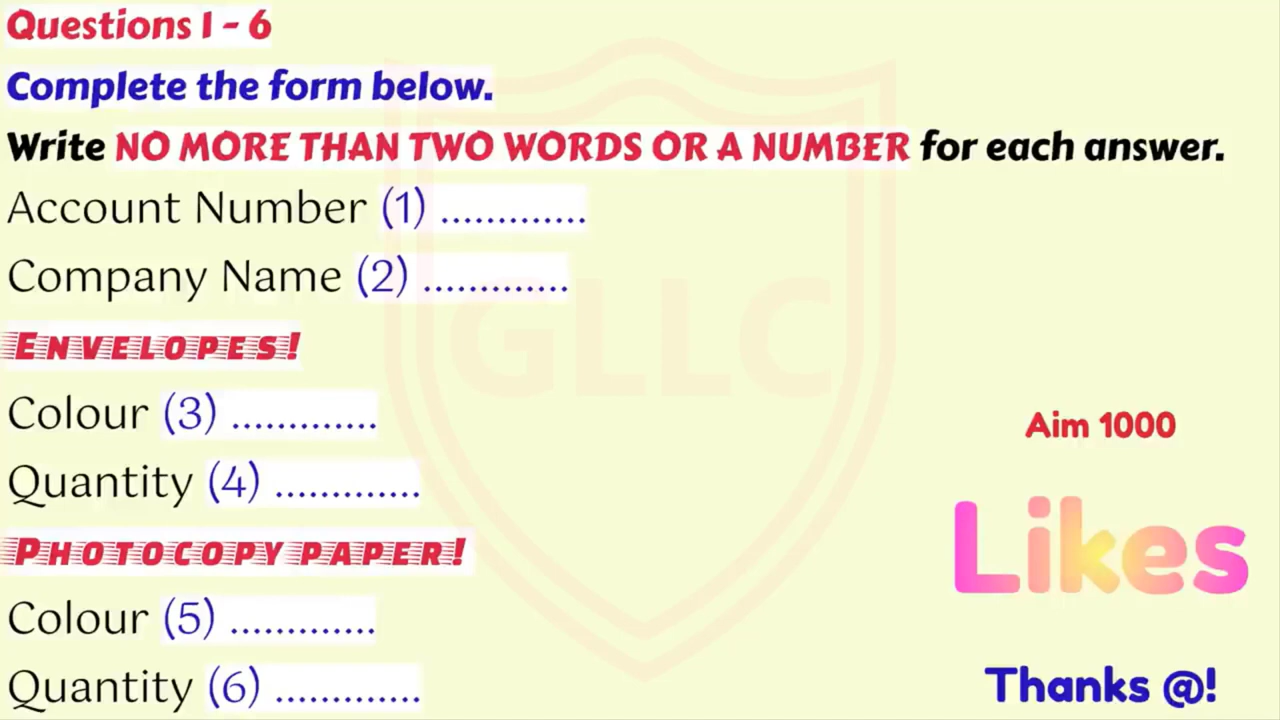 Questions 1 - 6
Complete the form below.
Write NO MORE THAN TWO WORDS OR A NUMBER for each answer.
Account Number (1) .............
Company Name (2) .............
ENVELOPES!
Colour (3) .............
Quantity (4) .............
PHOTOCOPY PAPER!
Colour (5) .............
Quantity (6) .............
GLLC
Aim 1000
Likes
Thanks @!